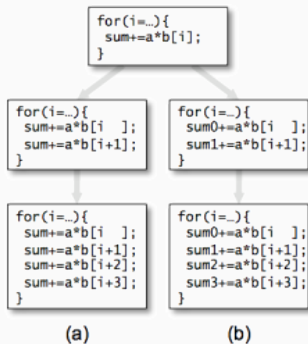 for(i=…){
sum+=a*b[i];
}
for(i=…){
sum+=a*b[i  ];
sum+=a*b[i+1];
}
for(i=…){
sum0+=a*b[i  ];
sum1+=a*b[i+1];
}
for(i=…){
sum+=a*b[i  ];
sum+=a*b[i+1];
sum+=a*b[i+2];
sum+=a*b[i+3];
}
for(i=…){
sum0+=a*b[i  ];
sum1+=a*b[i+1];
sum2+=a*b[i+2];
sum3+=a*b[i+3];
}
(a)
(b)